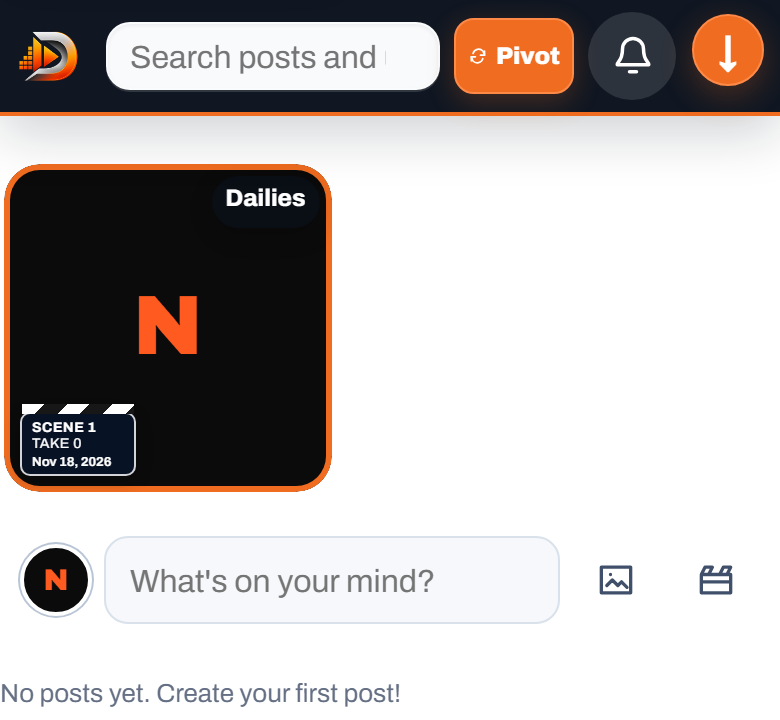 Search posts and
Pivot
Dailies
N
SCENE 1
TAKE 0
Nov 18, 2026
N
What's on your mind?
No posts yet. Create your first post!